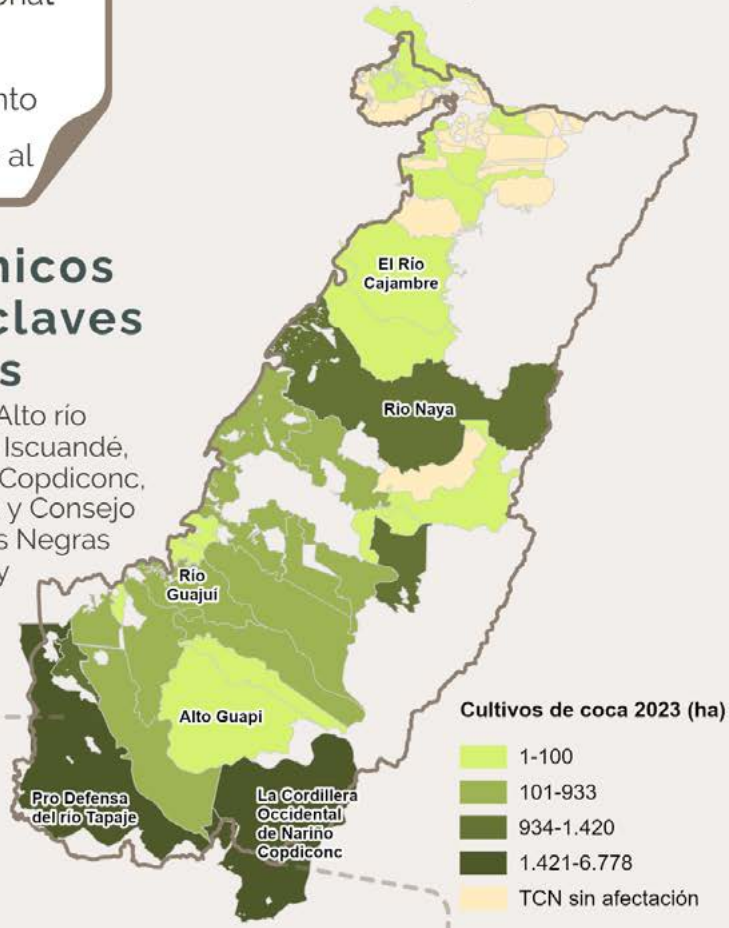 nto
al
claves
Alto río
Iscuandé,
Copdiconc,
y Consejo
s Negras
y
El Río
Cajambre
Río Naya
Río
Guajuí
Alto Guapi
Pro Defensa
del río Tapaje
La Cordillera
Occidental
de Nariño
Copdiconc
Cultivos de coca 2023 (ha)
1-100
101-933
934-1.420
1.421-6.778
TCN sin afectación